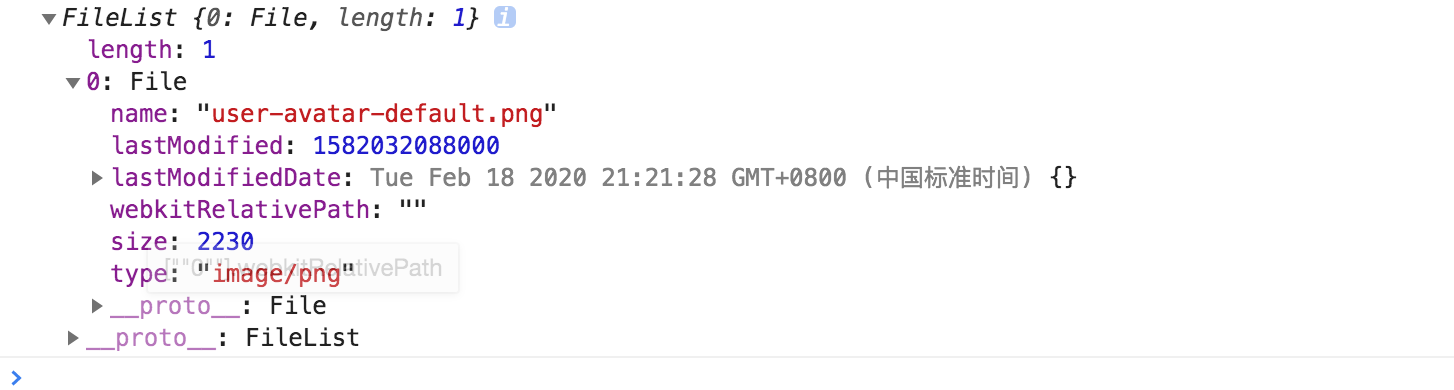 FileList {0: File, length: 1} i
length: 1
0: File
name: "user-avatar-default.png"
lastModified: 1582032088000
lastModifiedDate: Tue Feb 18 2020 21:21:28 GMT+0800 (中国标准时间) {}
webkitRelativePath: ""
size: 2230
type: "image/png"
[""0""].webkitRelativePath
__proto__: File
__proto__: FileList